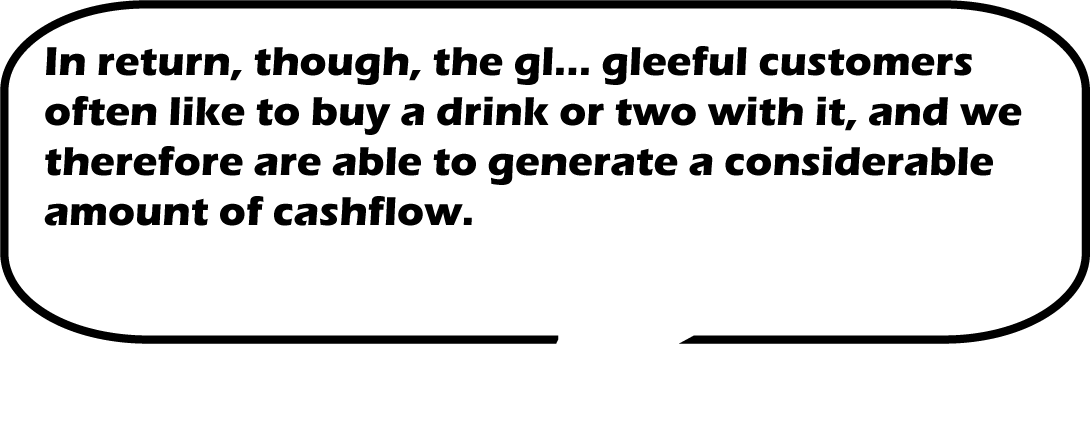 In return, though, the gl... gleeful customers
often like to buy a drink or two with it, and we
therefore are able to generate a considerable
amount of cashflow.